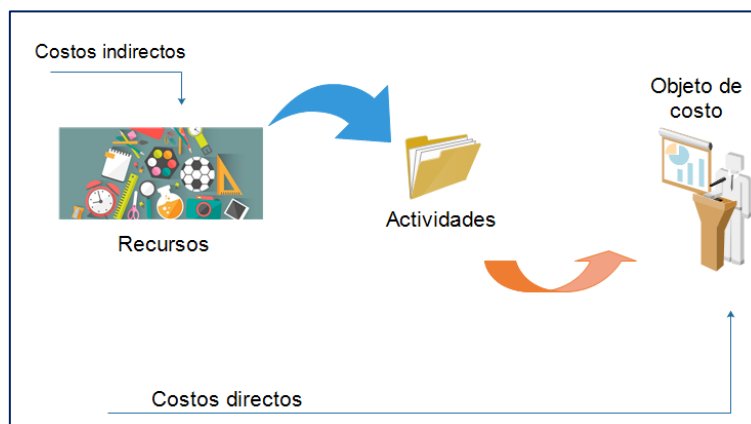 Costos indirectos
Objeto de
costo
Actividades
Recursos
Costos directos